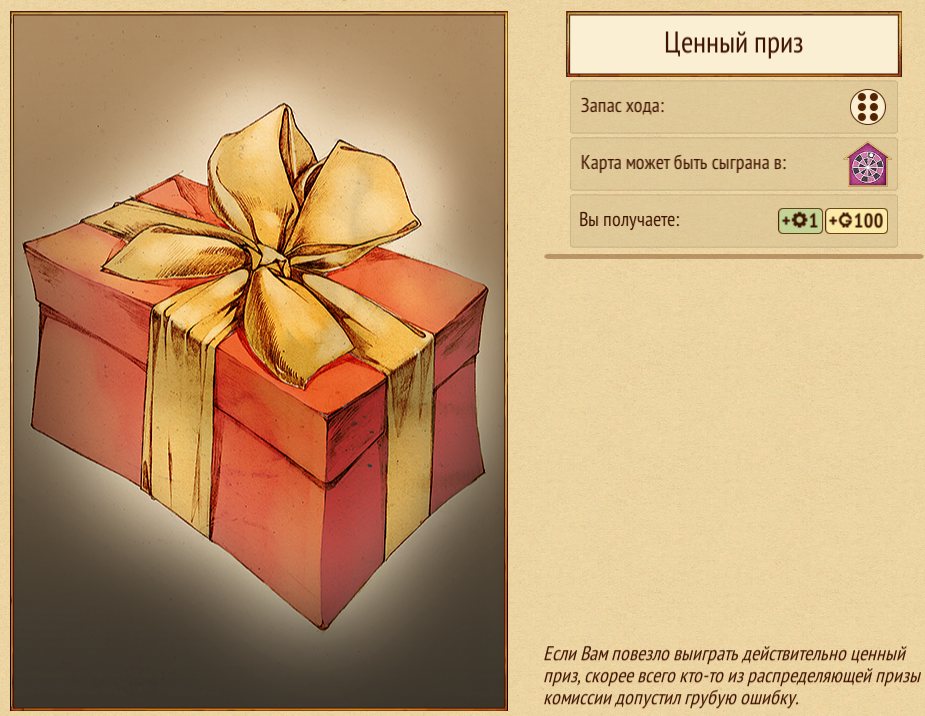 Ценный приз
Запас хода:
Карта может быть сыграна в:
Вы получаете: +1 +100
Если Вам повезло выиграть действительно ценный
приз, скорее всего кто-то из распределяющей призы
комиссии допустил грубую ошибку.